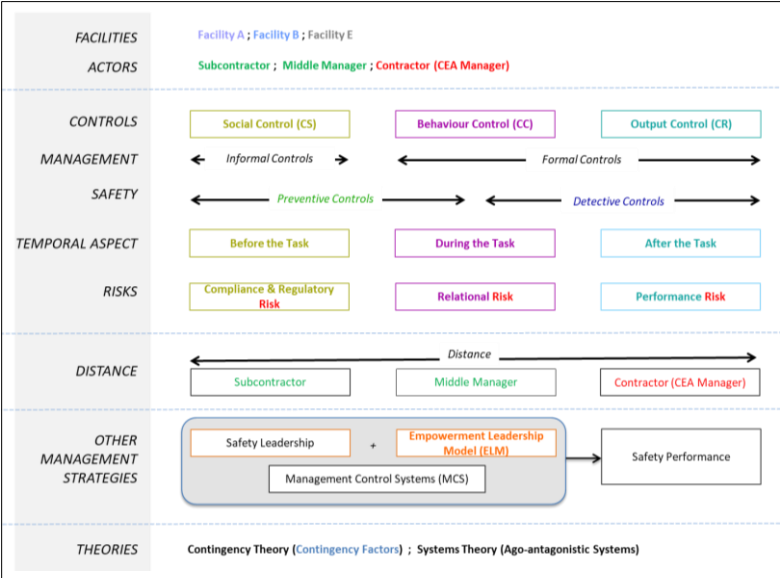 FACILITIES
Facility A ; Facility B ; Facility E
ACTORS
Subcontractor ; Middle Manager ; Contractor (CEA Manager)
CONTROLS
Social Control (CS)
Behaviour Control (CC)
Output Control (CR)
MANAGEMENT
Informal Controls
Formal Controls
SAFETY
Preventive Controls
Detective Controls
TEMPORAL ASPECT
Before the Task
During the Task
After the Task
RISKS
Compliance & Regulatory
Risk
Relational Risk
Performance Risk
DISTANCE
Distance
Subcontractor
Middle Manager
Contractor (CEA Manager)
OTHER
MANAGEMENT
STRATEGIES
Safety Leadership
+
Empowerment Leadership
Model (ELM)
Management Control Systems (MCS)
Safety Performance
THEORIES
Contingency Theory (Contingency Factors) ; Systems Theory (Ago-antagonistic Systems)